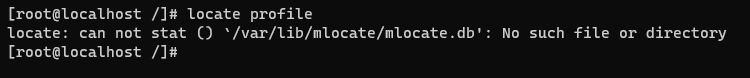 [root@localhost /]# locate profile
locate: can not stat () `/var/lib/mlocate/mlocate.db': No such file or directory
[root@localhost /]#